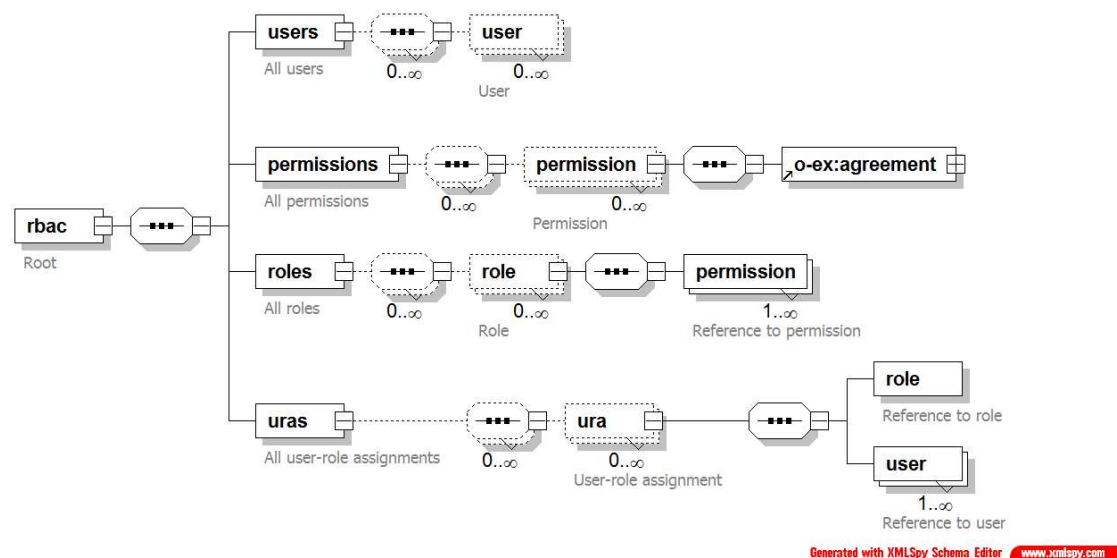 users
user
All users
0..∞
0..∞
User
permissions
permission
o-ex:agreement
All permissions
0..∞
0..∞
Permission
rbac
Root
roles
role
permission
All roles
0..∞
0..∞
1..∞
Role
Reference to permission
role
Reference to role
uras
ura
All user-role assignments
0..∞
0..∞
User-role assignment
user
1..∞
Reference to user
Generated with XMLSpy Schema Editor www.xmlspy.com